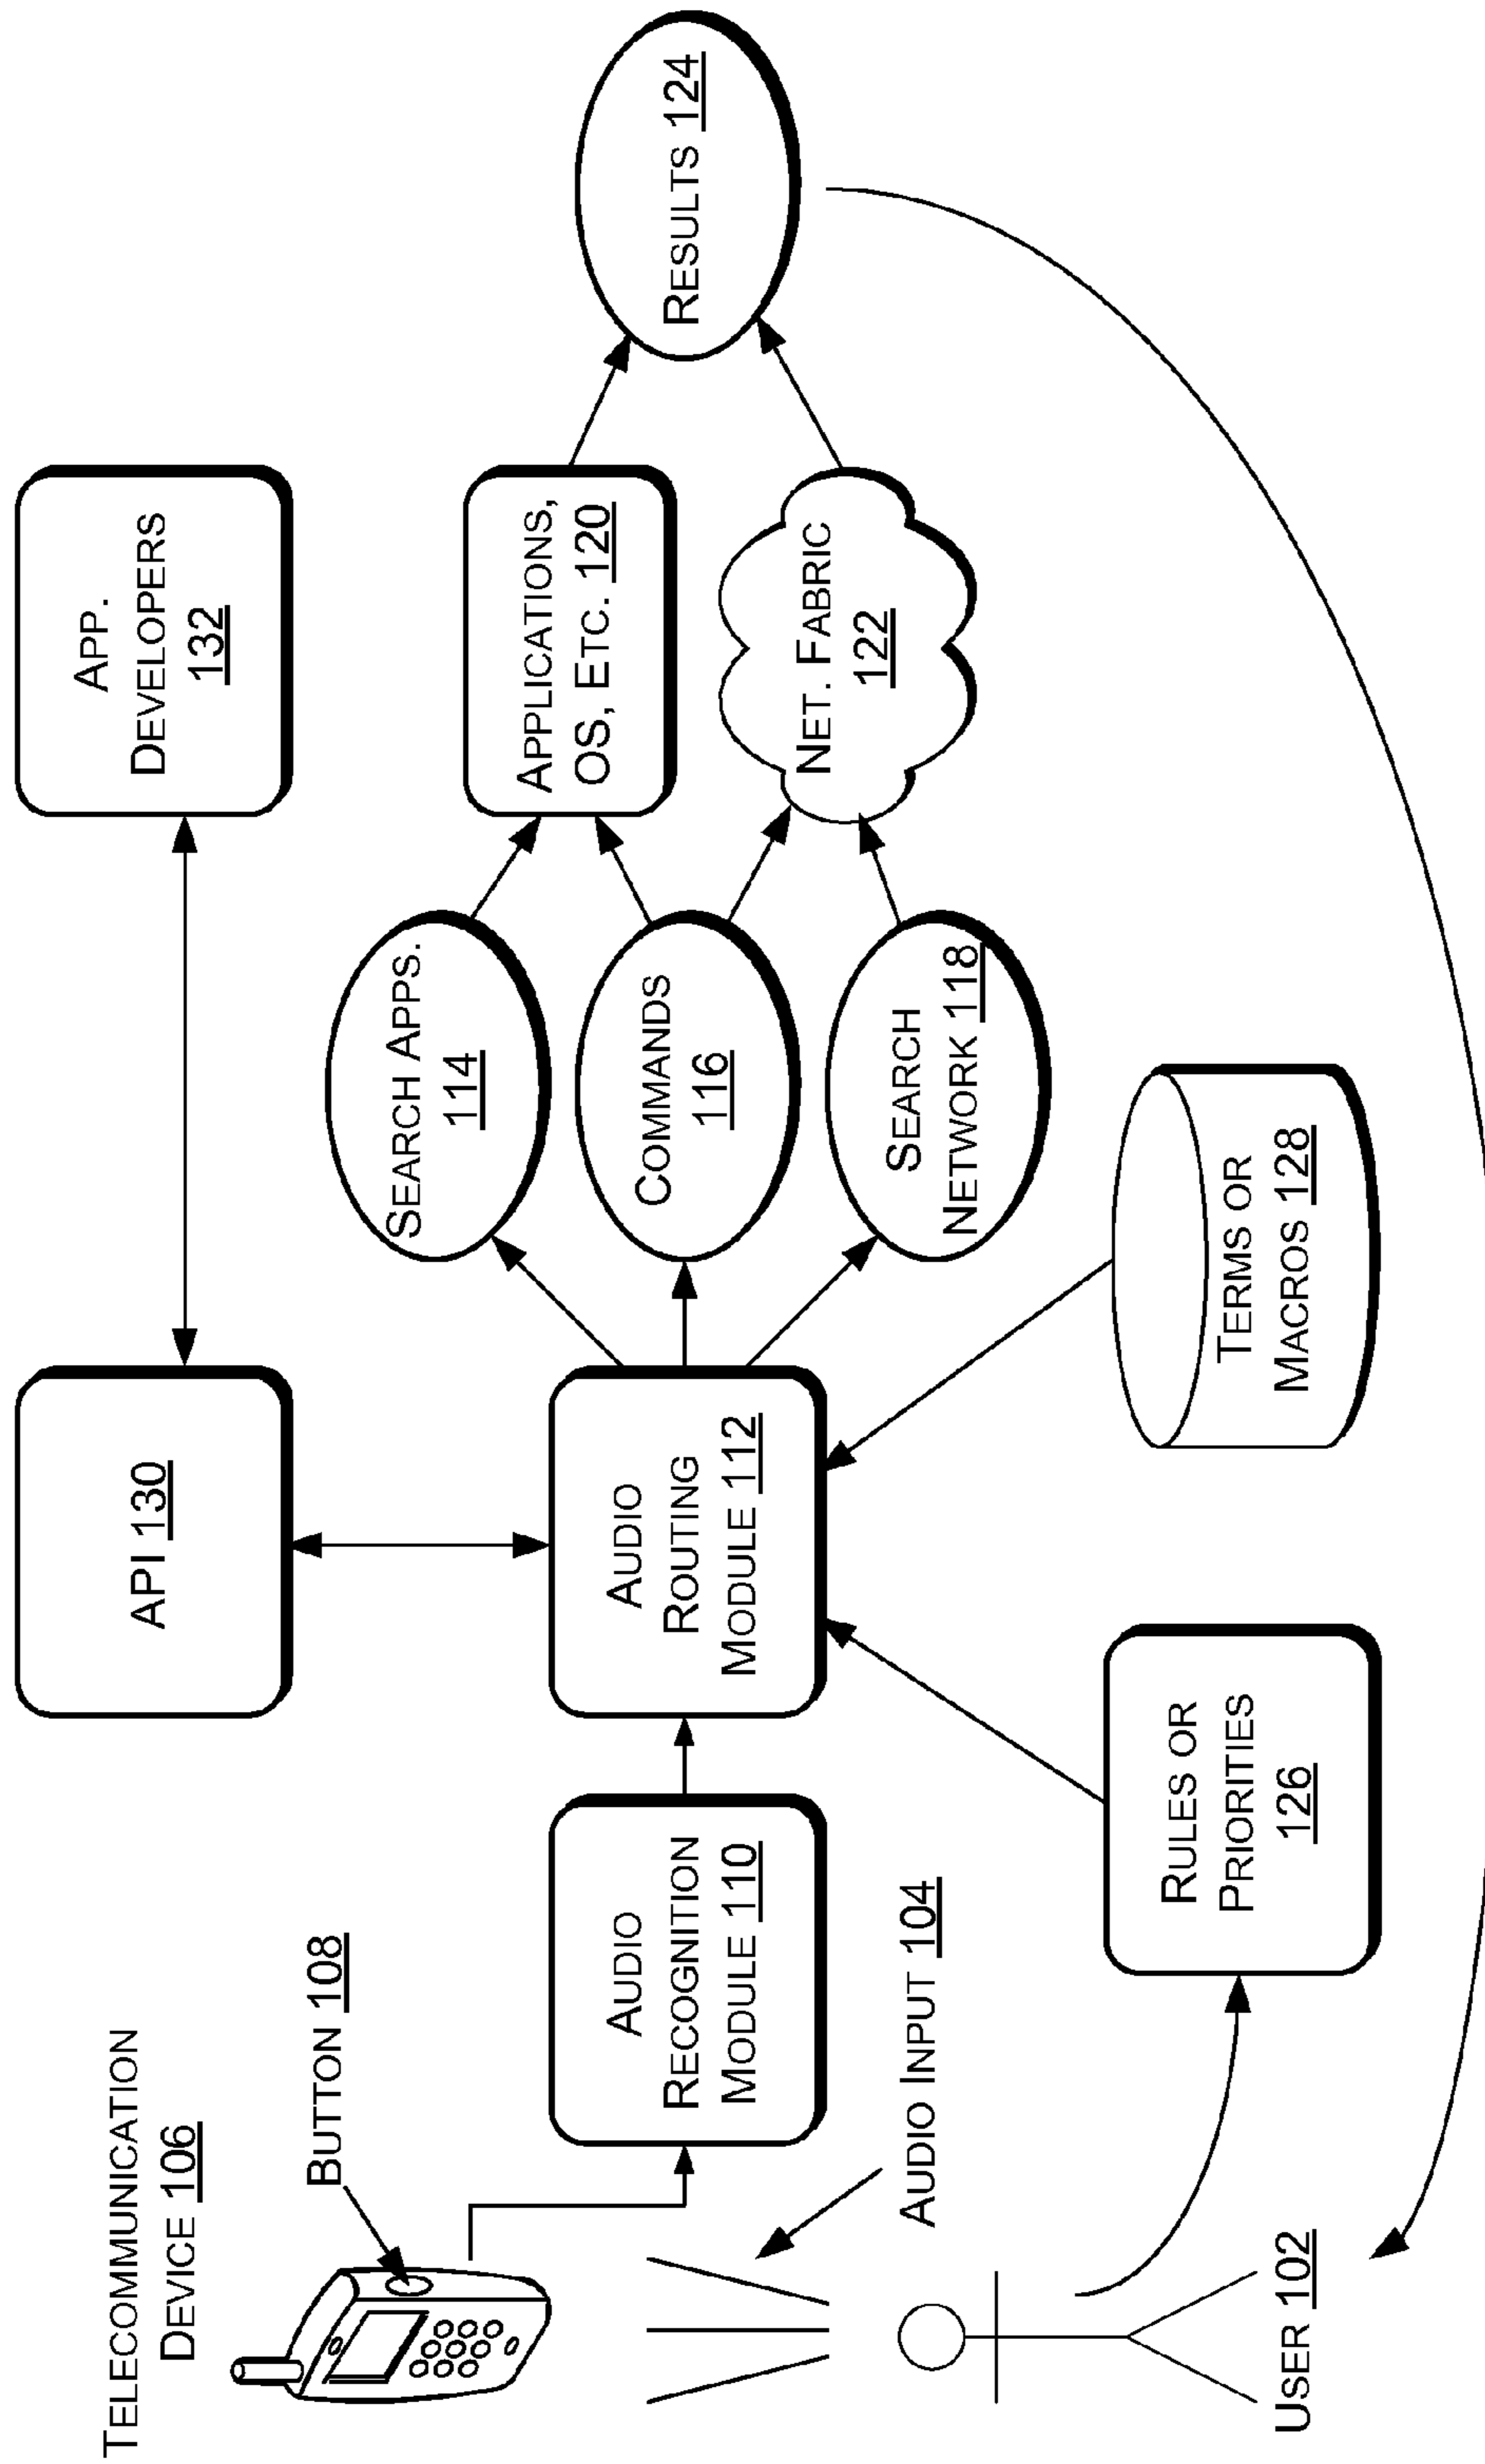 TELECOMMUNICATION
DEVICE 106
BUTTON 108
API 130
APP.
DEVELOPERS
132
AUDIO
RECOGNITION
MODULE 110
AUDIO
ROUTING
MODULE 112
SEARCH APPS.
114
COMMANDS
116
SEARCH
NETWORK 118
APPLICATIONS,
OS, ETC. 120
NET. FABRIC
122
RESULTS 124
AUDIO INPUT 104
USER 102
RULES OR
PRIORITIES
126
TERMS OR
MACROS 128